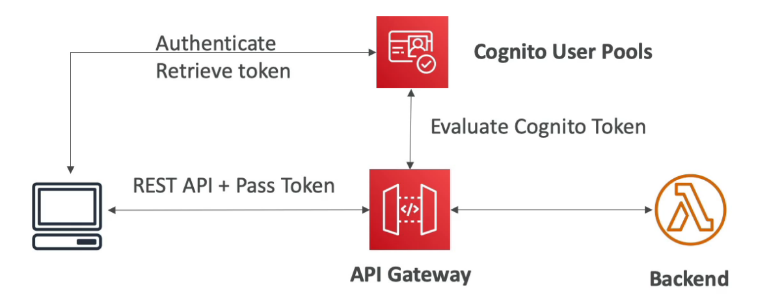 Authenticate
Retrieve token
Cognito User Pools
Evaluate Cognito Token
REST API + Pass Token
</>
API Gateway
Backend